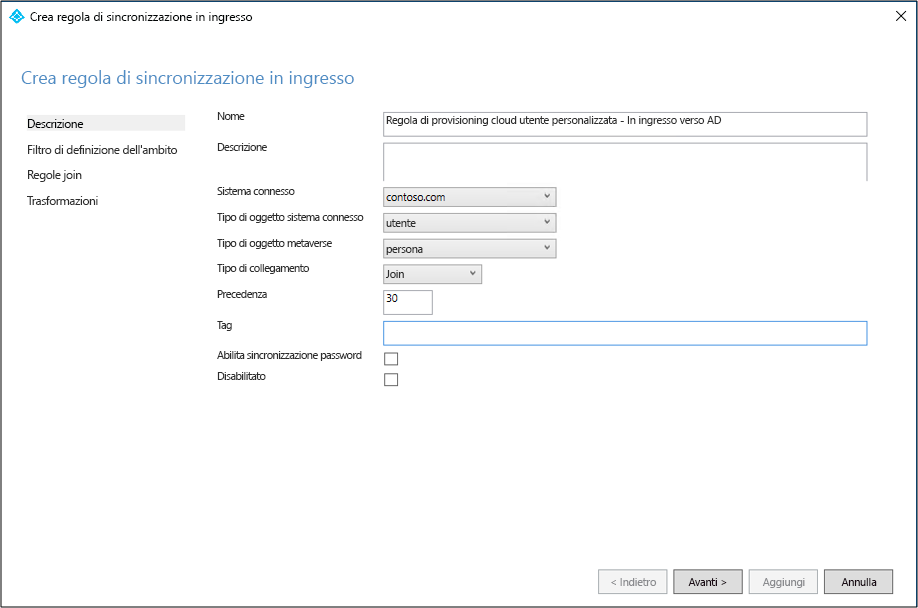 Crea regola di sincronizzazione in ingresso
Crea regola di sincronizzazione in ingresso
Descrizione
Filtro di definizione dell'ambito
Regole join
Trasformazioni
Nome
Regola di provisioning cloud utente personalizzata - In ingresso verso AD
Descrizione
Sistema connesso
contoso.com
Tipo di oggetto sistema connesso
utente
Tipo di oggetto metaverse
persona
Tipo di collegamento
Join
Precedenza
30
Tag
Abilita sincronizzazione password
Disabilitato
< Indietro
Avanti >
Aggiungi
Annulla